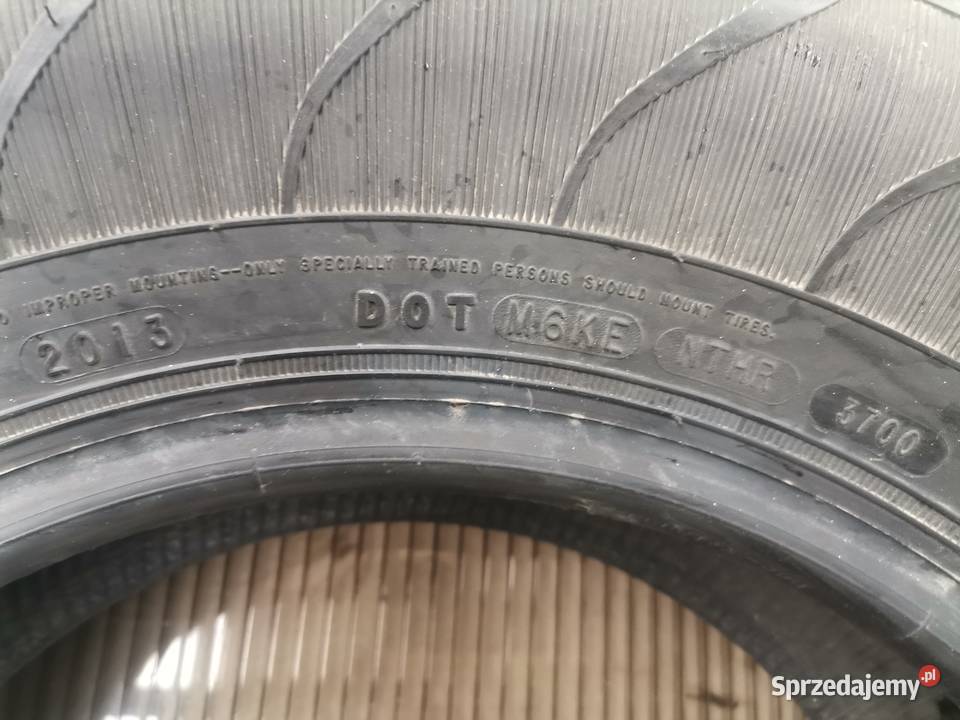 IMPROPER MOUNTING--ONLY SPECIALLY TRAINED PERSONS SHOULD MOUNT TIRES.
2013 DOT M6KE NTHR 3700
Sprzedajemy.pl